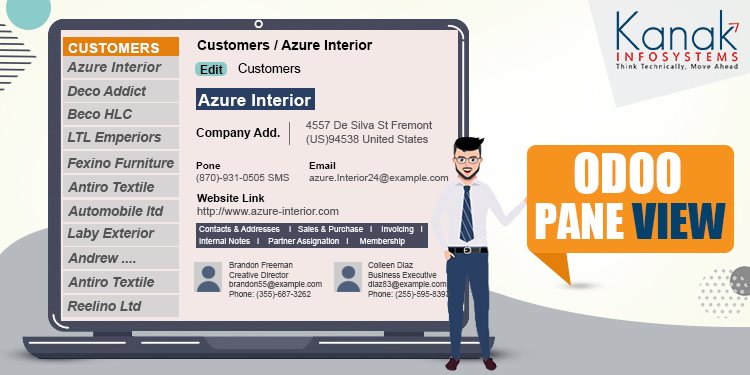 CUSTOMERS
Azure Interior
Deco Addict
Beco HLC
LTL Emperiors
Fexino Furniture
Antiro Textile
Automobile ltd
Laby Exterior
Andrew ....
Antiro Textile
Reelino Ltd
Customers / Azure Interior
Edit Customers
Azure Interior
Company Add.
4557 De Silva St Fremont
(US)94538 United States
Pone
(870)-931-0505 SMS
Email
azure.Interior24@example.com
Website Link
http://www.azure-interior.com
Contacts & Addresses I Sales & Purchase I Invoicing I
Internal Notes I Partner Assignation I Membership
Brandon Freeman
Creative Director
brandon55@example.com
Phone: (355)-687-3262
Colleen Diaz
Business Executive
diaz83@example.com
Phone: (255)-595-8393
Kanak
INFOSYSTEMS
Think Technically, Move Ahead
ODOO
PANE VIEW